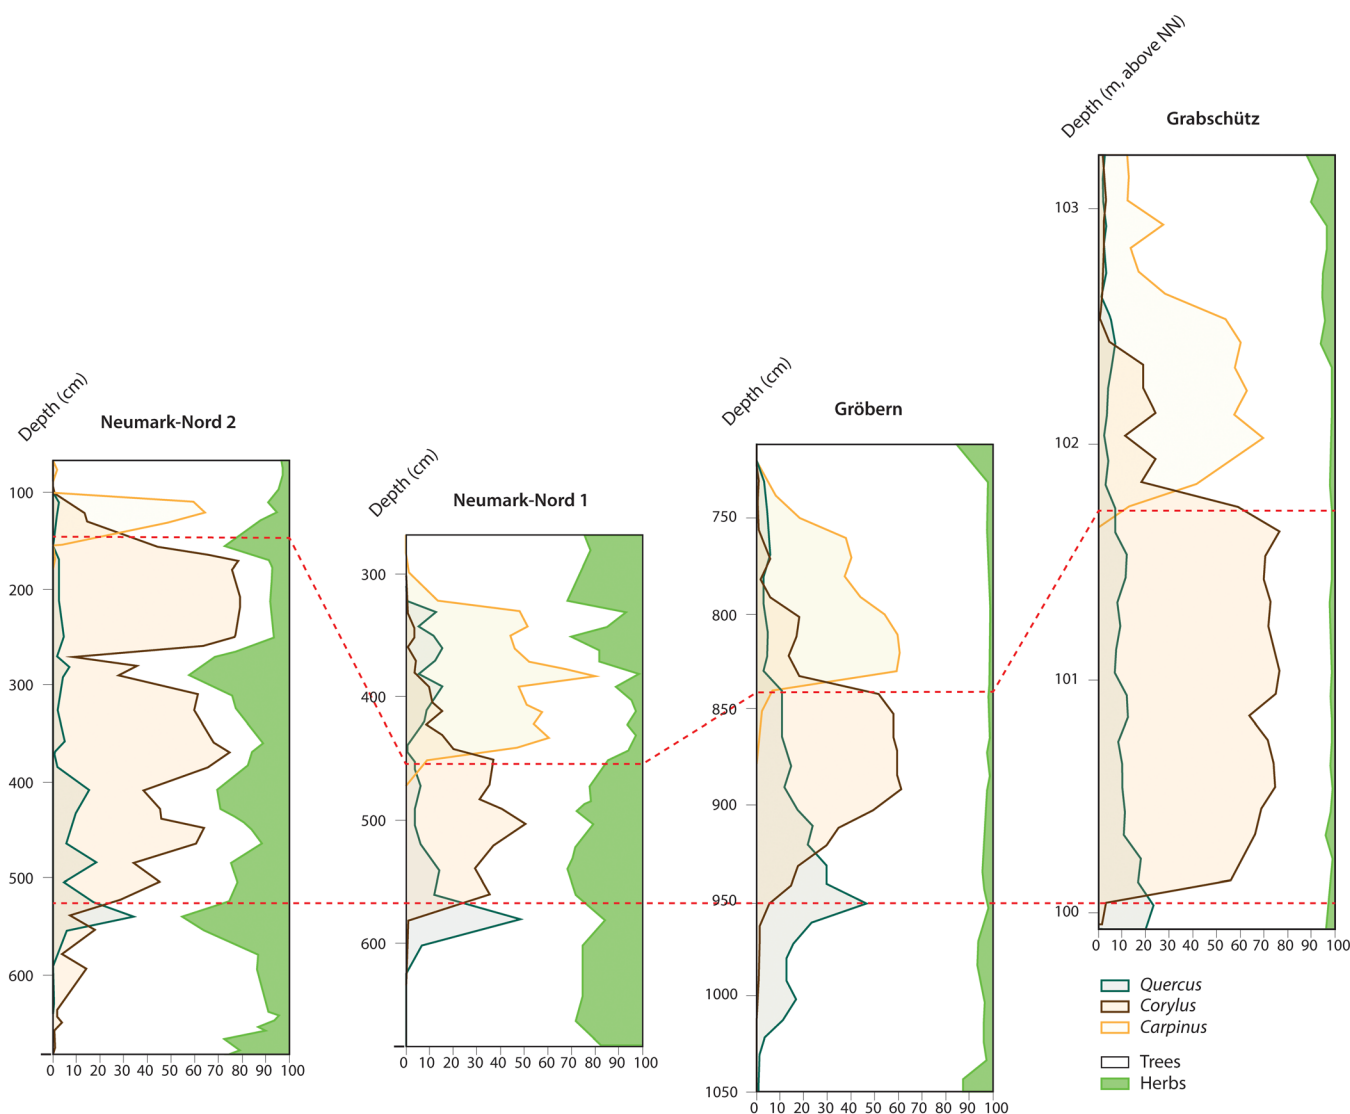 Depth (m, above NN)
Grabschütz
103
102
101
100
0 10 20 30 40 50 60 70 80 90 100
Depth (cm)
Gröbern
750
800
850
900
950
1000
1050
0 10 20 30 40 50 60 70 80 90 100
Depth (cm)
Neumark-Nord 2
100
200
300
400
500
600
0 10 20 30 40 50 60 70 80 90 100
Depth (cm)
Neumark-Nord 1
300
400
500
600
0 10 20 30 40 50 60 70 80 90 100
Quercus
Corylus
Carpinus
Trees
Herbs